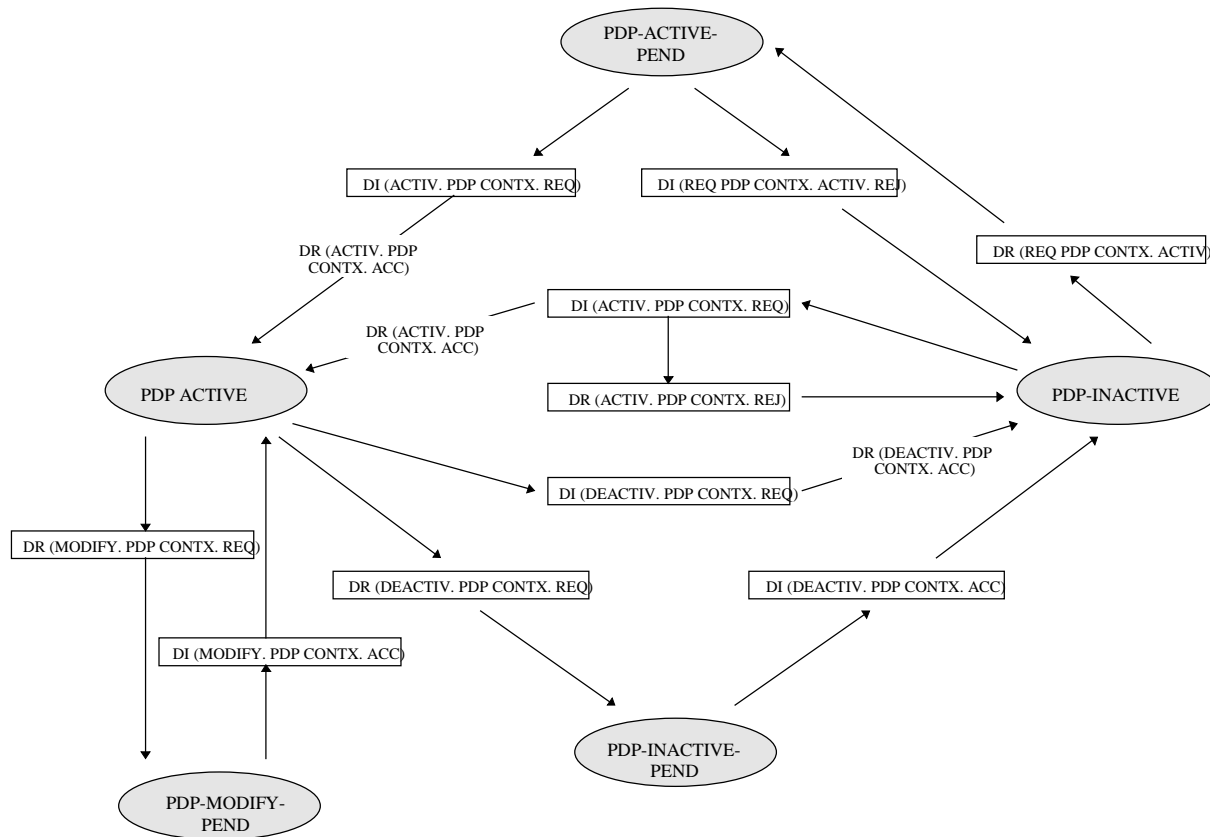 PDP-ACTIVE-
PEND
DI (ACTIV. PDP CONTX. REQ)
DI (REQ PDP CONTX. ACTIV. REJ)
DR (ACTIV. PDP
CONTX. ACC)
DR (REQ PDP CONTX. ACTIV)
DI (ACTIV. PDP CONTX. REQ)
DR (ACTIV. PDP
CONTX. ACC)
PDP ACTIVE
DR (ACTIV. PDP CONTX. REJ)
PDP-INACTIVE
DR (DEACTIV. PDP
CONTX. ACC)
DI (DEACTIV. PDP CONTX. REQ)
DR (MODIFY. PDP CONTX. REQ)
DR (DEACTIV. PDP CONTX. REQ)
DI (DEACTIV. PDP CONTX. ACC)
DI (MODIFY. PDP CONTX. ACC)
PDP-INACTIVE-
PEND
PDP-MODIFY-
PEND